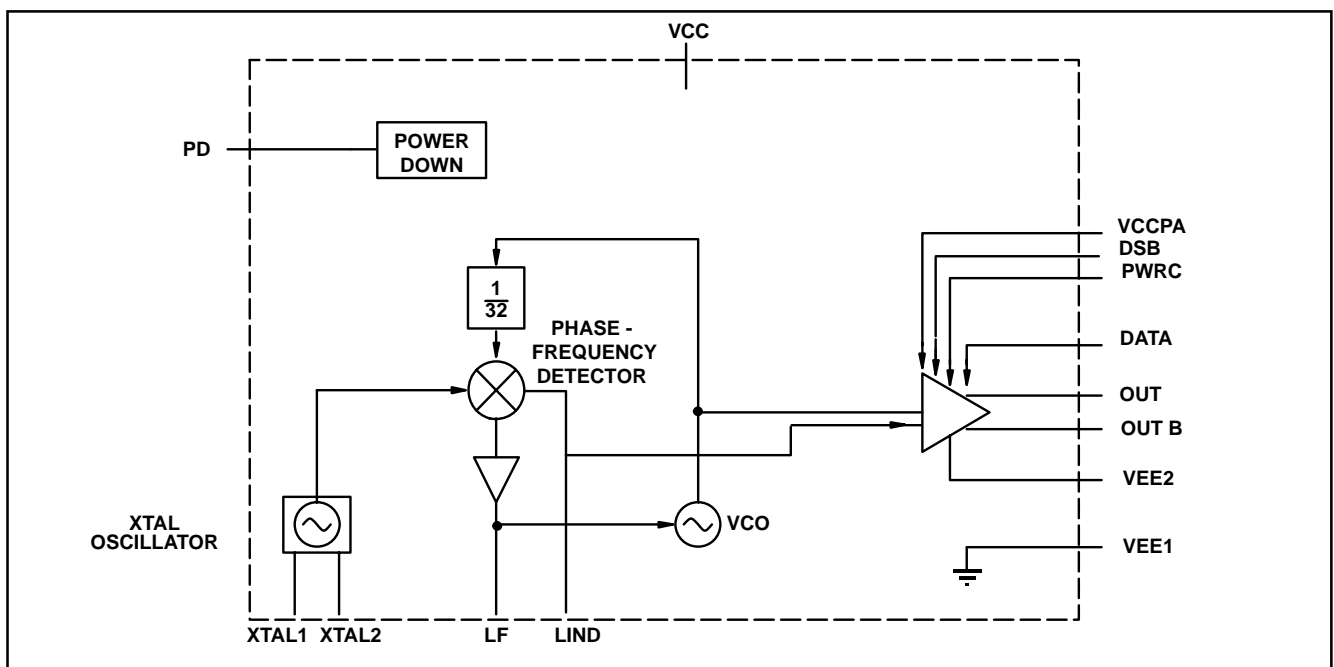 VCC
PD
POWER
DOWN
VCCPA
DSB
PWRC
1
32
PHASE -
FREQUENCY
DETECTOR
DATA
OUT
OUT B
VEE2
XTAL
OSCILLATOR
VCO
VEE1
XTAL1 XTAL2 LF LIND